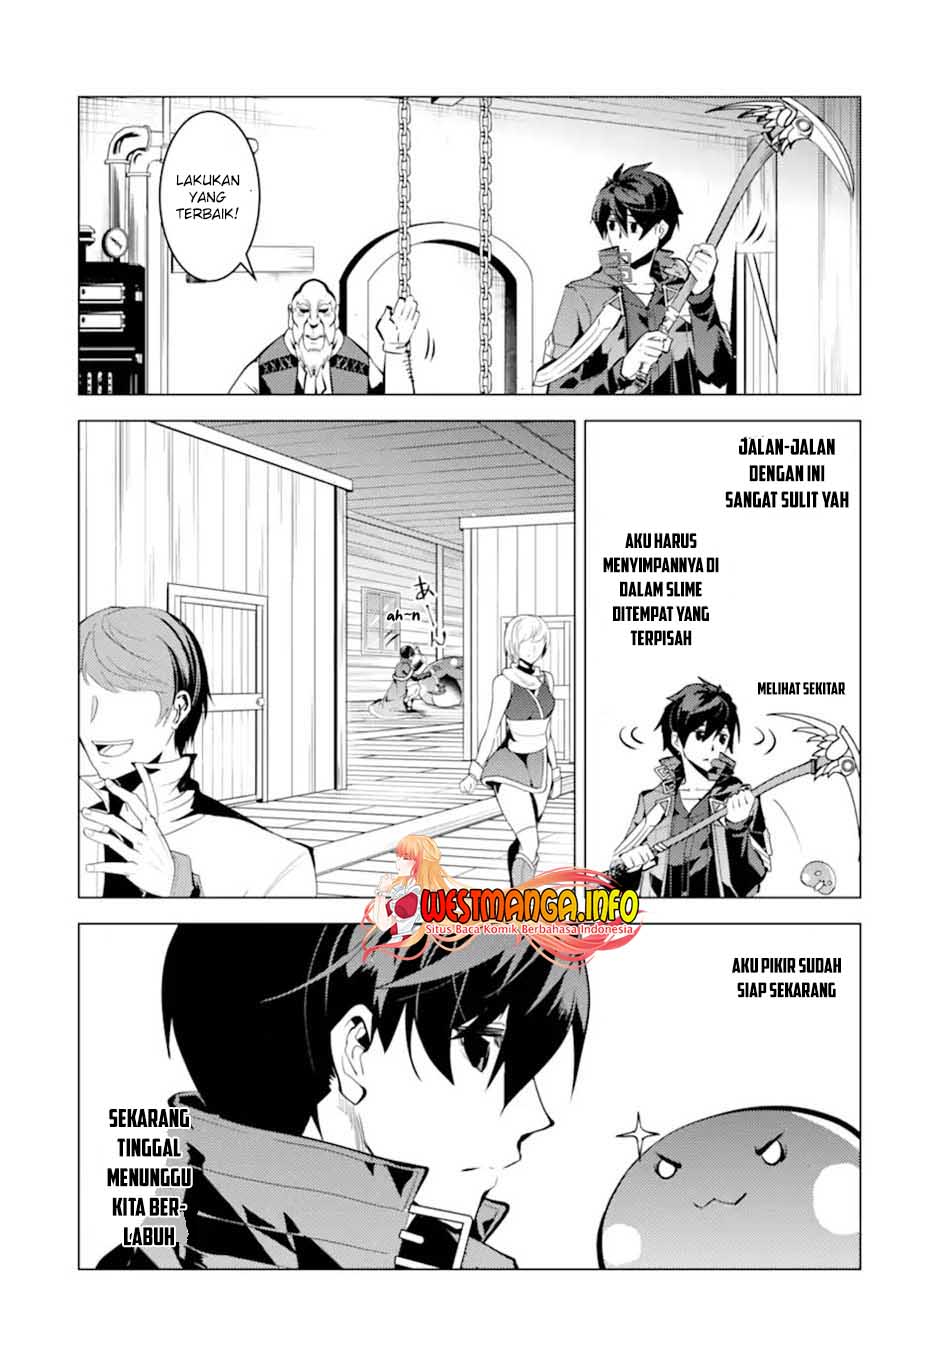 LAKUKAN
YANG
TERBAIK!
JALAN-JALAN
DENGAN INI
SANGAT SULIT YAH
AKU HARUS
MENYIMPANNYA DI
DALAM SLIME
DITEMPAT YANG
TERPISAH
MELIHAT SEKITAR
あーん
ah~n
WESTMANGA.INFO
Situs Baca Komik Berbahasa Indonesia
AKU PIKIR SUDAH
SIAP SEKARANG
SEKARANG
TINGGAL
MENUNGGU
KITA BER-
LABUH,